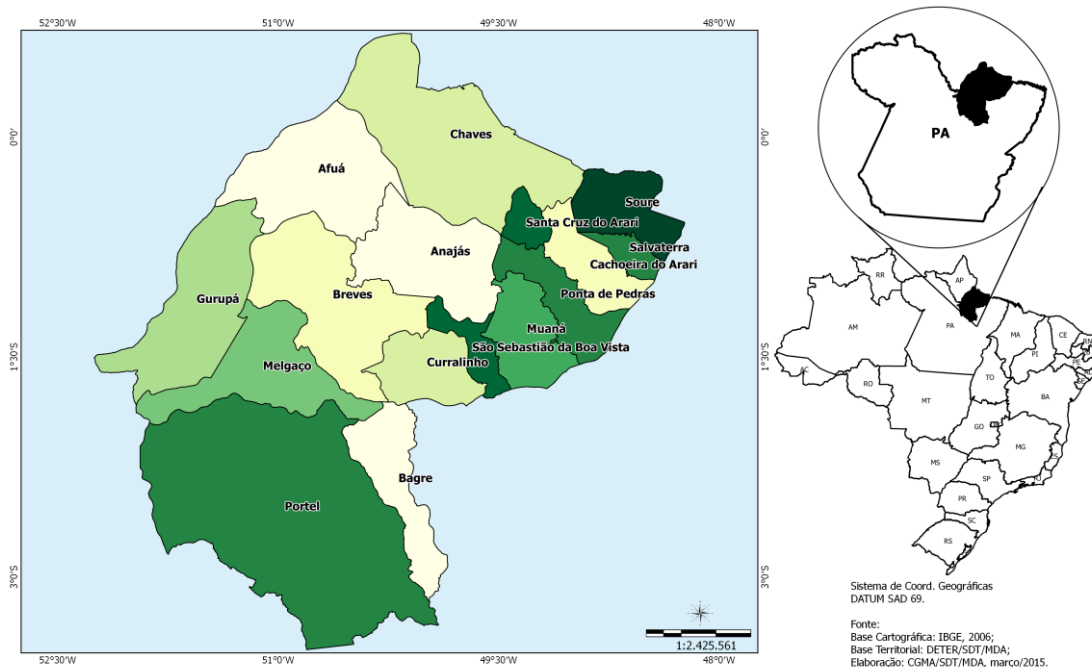 52°30'W
51°0'W
49°30'W
48°0'W
0°0'
0°0'
1°30'S
1°30'S
3°0'S
3°0'S
Chaves
Afuá
Soure
Santa Cruz do Arari
Salvaterra
Anajás
Cachoeira do Arari
Gurupá
Breves
Ponta de Pedras
Muaná
São Sebastião da Boa Vista
Curralinho
Melgaço
Bagre
Portel
1:2.425.561
52°30'W
51°0'W
49°30'W
48°0'W
PA
RR
AP
AM
PA
MA
CE
RN
PI
PE
AC
RO
TO
BA
MT
GO
MG
ES
MS
SP
RJ
PR
SC
RS
Sistema de Coord. Geográficas
DATUM SAD 69.
Fonte:
Base Cartográfica: IBGE, 2006;
Base Territorial: DETER/SDT/MDA;
Elaboração: CGMA/SDT/MDA, março/2015.